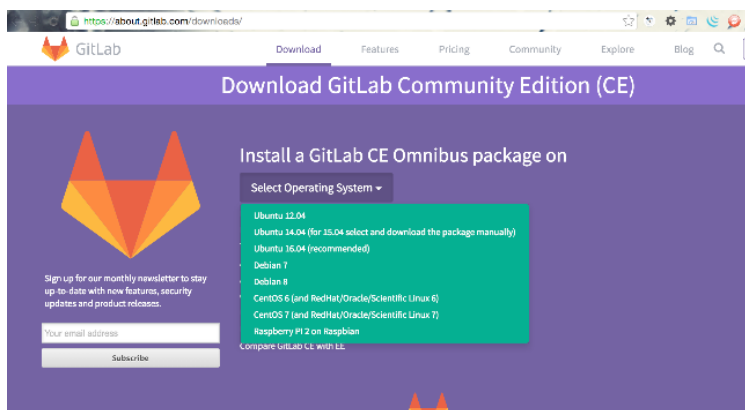 https://about.gitlab.com/downloads/
GitLab
Download Features Pricing Community Explore Blog
Download GitLab Community Edition (CE)
Install a GitLab CE Omnibus package on
Select Operating System
Ubuntu 12.04
Ubuntu 14.04 (for 15.04 select and download the package manually)
Ubuntu 16.04 (recommended)
Debian 7
Debian 8
CentOS 6 (and RedHat/Oracle/Scientific Linux 6)
CentOS 7 (and RedHat/Oracle/Scientific Linux 7)
Raspberry PI 2 on Raspbian
Compare GitLab CE with EE
Sign up for our monthly newsletter to stay
up-to-date with new features, security
updates and product releases.
Your email address
Subscribe